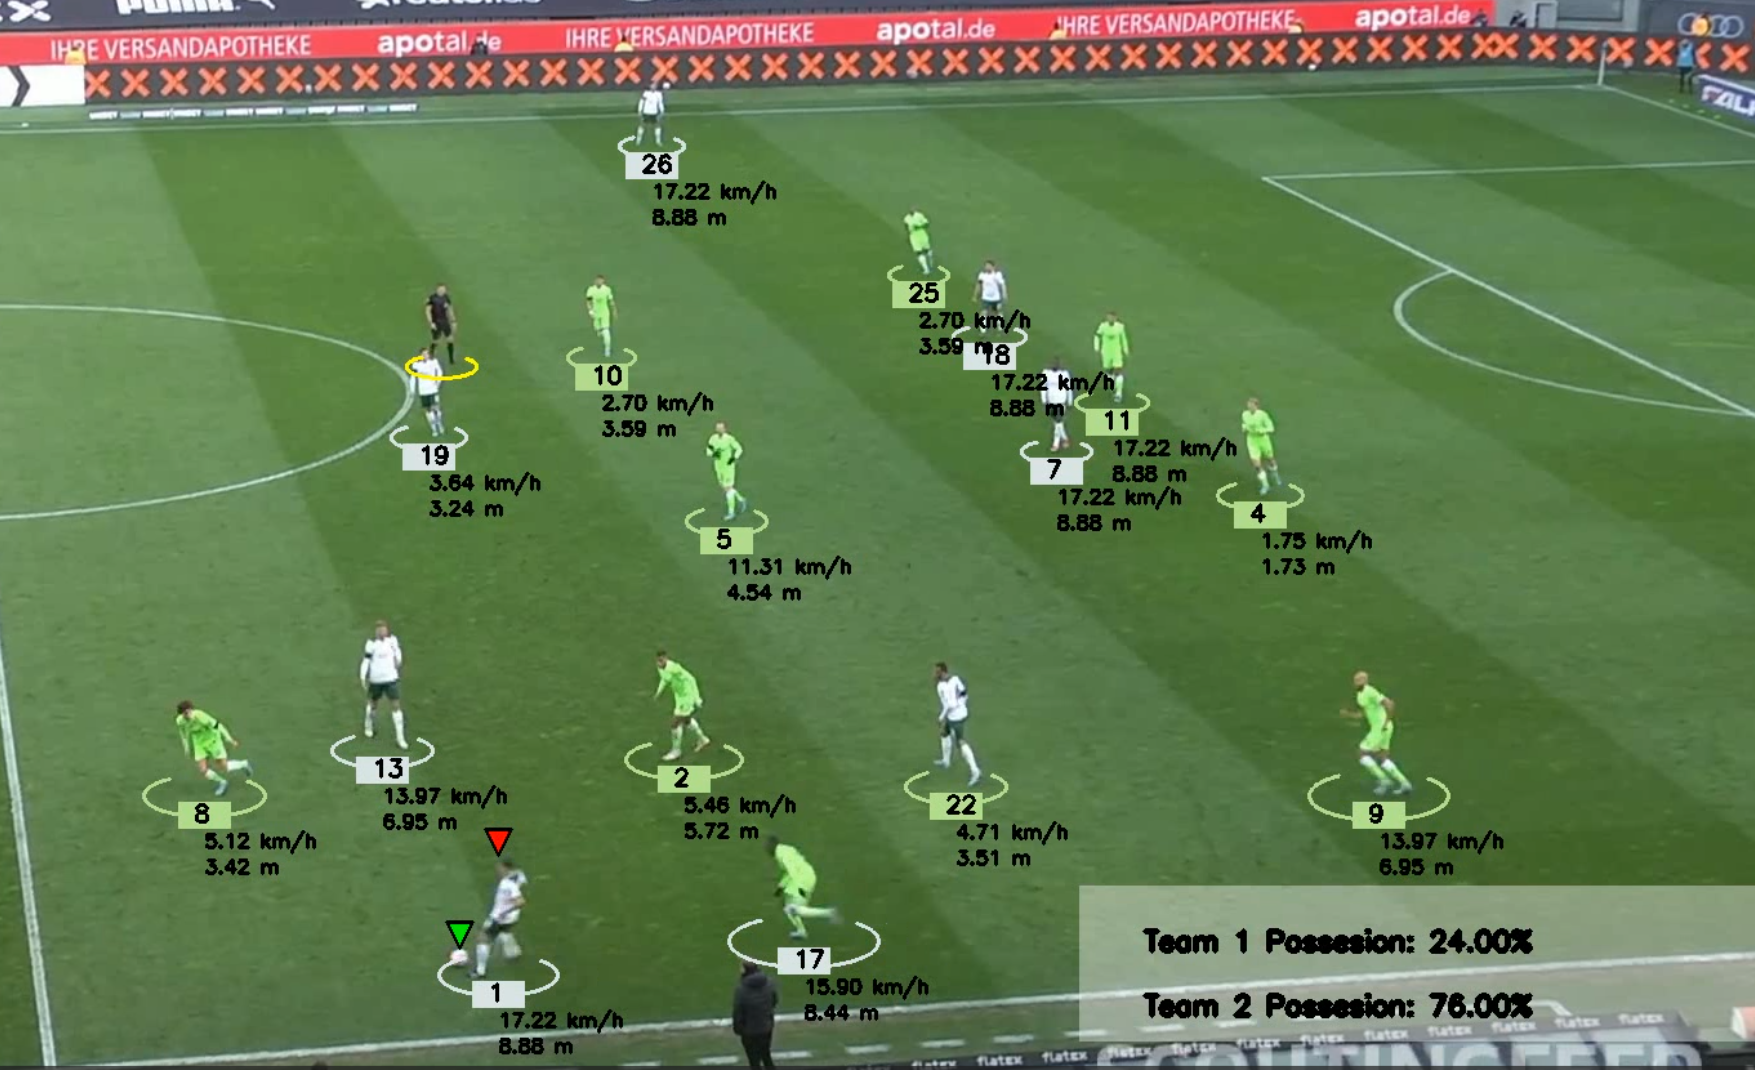 PUMA
IHRE VERSANDAPOTHEKE apotal.de IHRE VERSANDAPOTHEKE apotal.de IHRE VERSANDAPOTHEKE apotal.de
26
17.22 km/h
8.88 m
25
2.70 km/h
3.59 m
18
17.22 km/h
8.88 m
10
2.70 km/h
3.59 m
11
17.22 km/h
8.88 m
19
3.64 km/h
3.24 m
7
17.22 km/h
8.88 m
4
1.75 km/h
1.73 m
5
11.31 km/h
4.54 m
13
13.97 km/h
6.95 m
2
5.46 km/h
5.72 m
22
4.71 km/h
3.51 m
8
5.12 km/h
3.42 m
9
13.97 km/h
6.95 m
17
15.90 km/h
8.44 m
1
17.22 km/h
8.88 m
Team 1 Possesion: 24.00%
Team 2 Possesion: 76.00%
flatex flatex flatex flatex flatex flatex flatex flatex flatex flatex flatex
SCOUTINGFEED